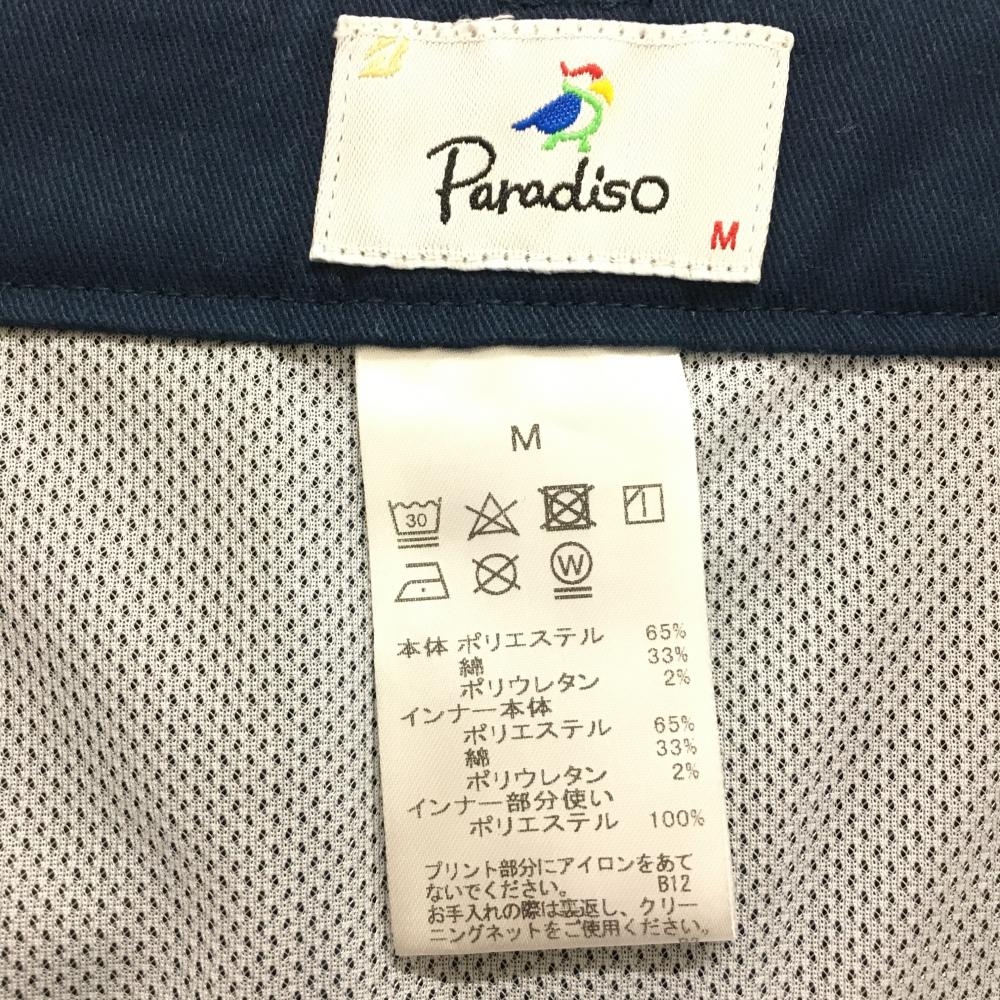 Paradiso
M
M
30
W
本体 ポリエステル 65%
綿 33%
ポリウレタン 2%
インナー本体
ポリエステル 65%
綿 33%
ポリウレタン 2%
インナー部分使い
ポリエステル 100%
プリント部分にアイロンをあて
ないでください。 B12
お手入れの際は裏返し、クリー
ニングネットをご使用ください。